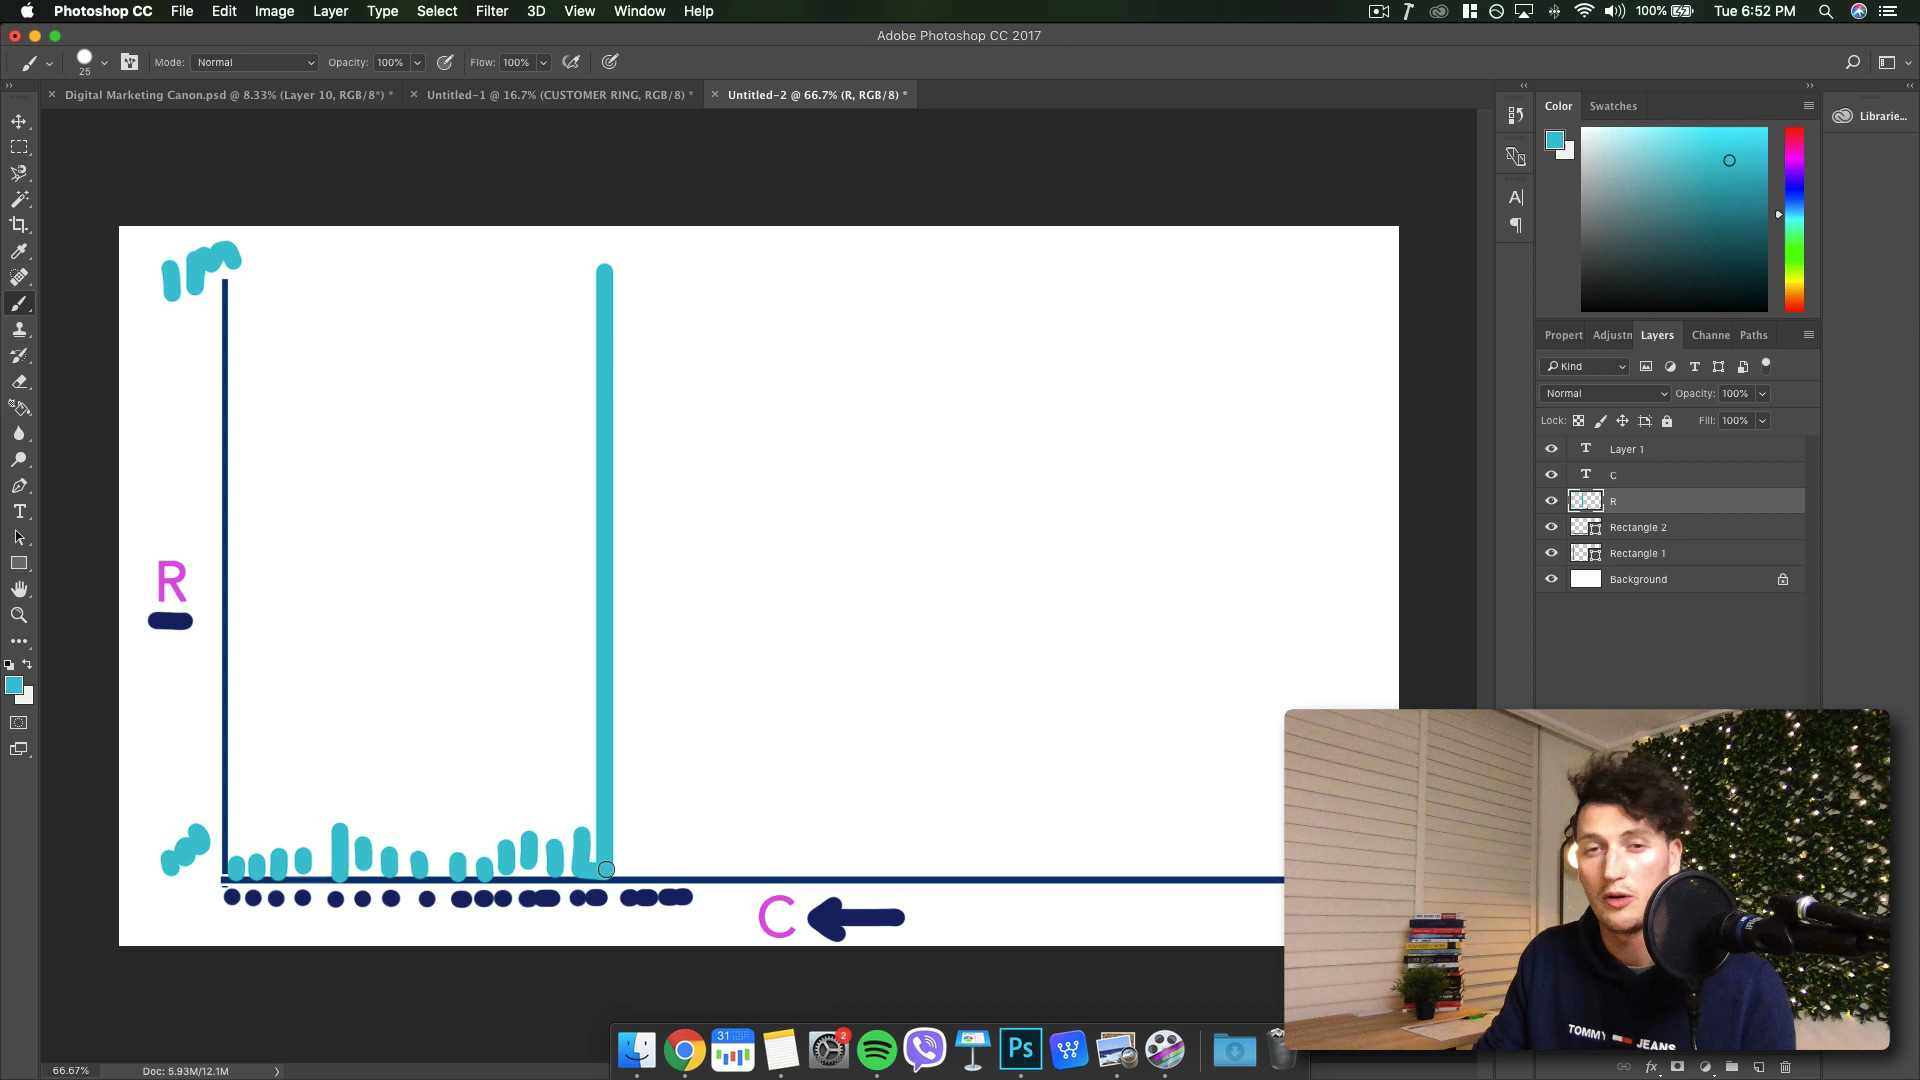 Photoshop CC File Edit Image Layer Type Select Filter 3D View Window Help 100% Tue 6:52 PM
Adobe Photoshop CC 2017
25 Mode: Normal Opacity: 100% Flow: 100%
Digital Marketing Canon.psd @ 8.33% (Layer 10, RGB/8*) * Untitled-1 @ 16.7% (CUSTOMER RING, RGB/8) * Untitled-2 @ 66.7% (R, RGB/8) *
Color Swatches
Librarie...
Propert Adjustn Layers Channe Paths
Kind
Normal Opacity: 100%
Lock: Fill: 100%
Layer 1
C
R
Rectangle 2
Rectangle 1
Background
R
C
31
2
Ps
TOMMY JEANS
66.67% Doc: 5.93M/12.1M
fx